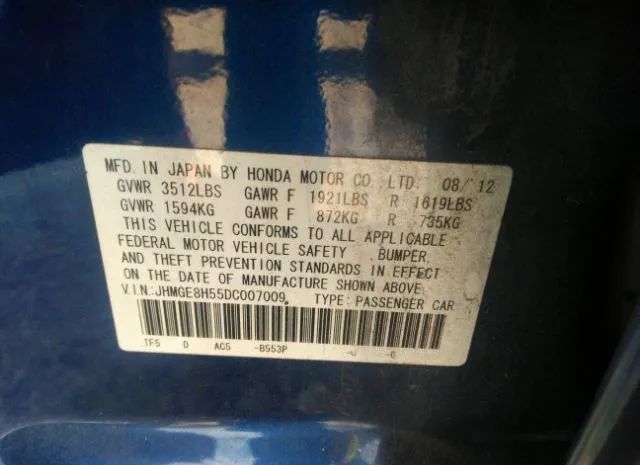 MFD. IN JAPAN BY HONDA MOTOR CO., LTD. 08/12
GVWR 3512LBS GAWR F 1921LBS R 1619LBS
GVWR 1594KG GAWR F 872KG R 735KG
THIS VEHICLE CONFORMS TO ALL APPLICABLE
FEDERAL MOTOR VEHICLE SAFETY BUMPER
AND THEFT PREVENTION STANDARDS IN EFFECT
ON THE DATE OF MANUFACTURE SHOWN ABOVE
V.I.N.:JHMGE8H55DC007009 TYPE: PASSENGER CAR
TF5 D AC5 -B553P -U -0